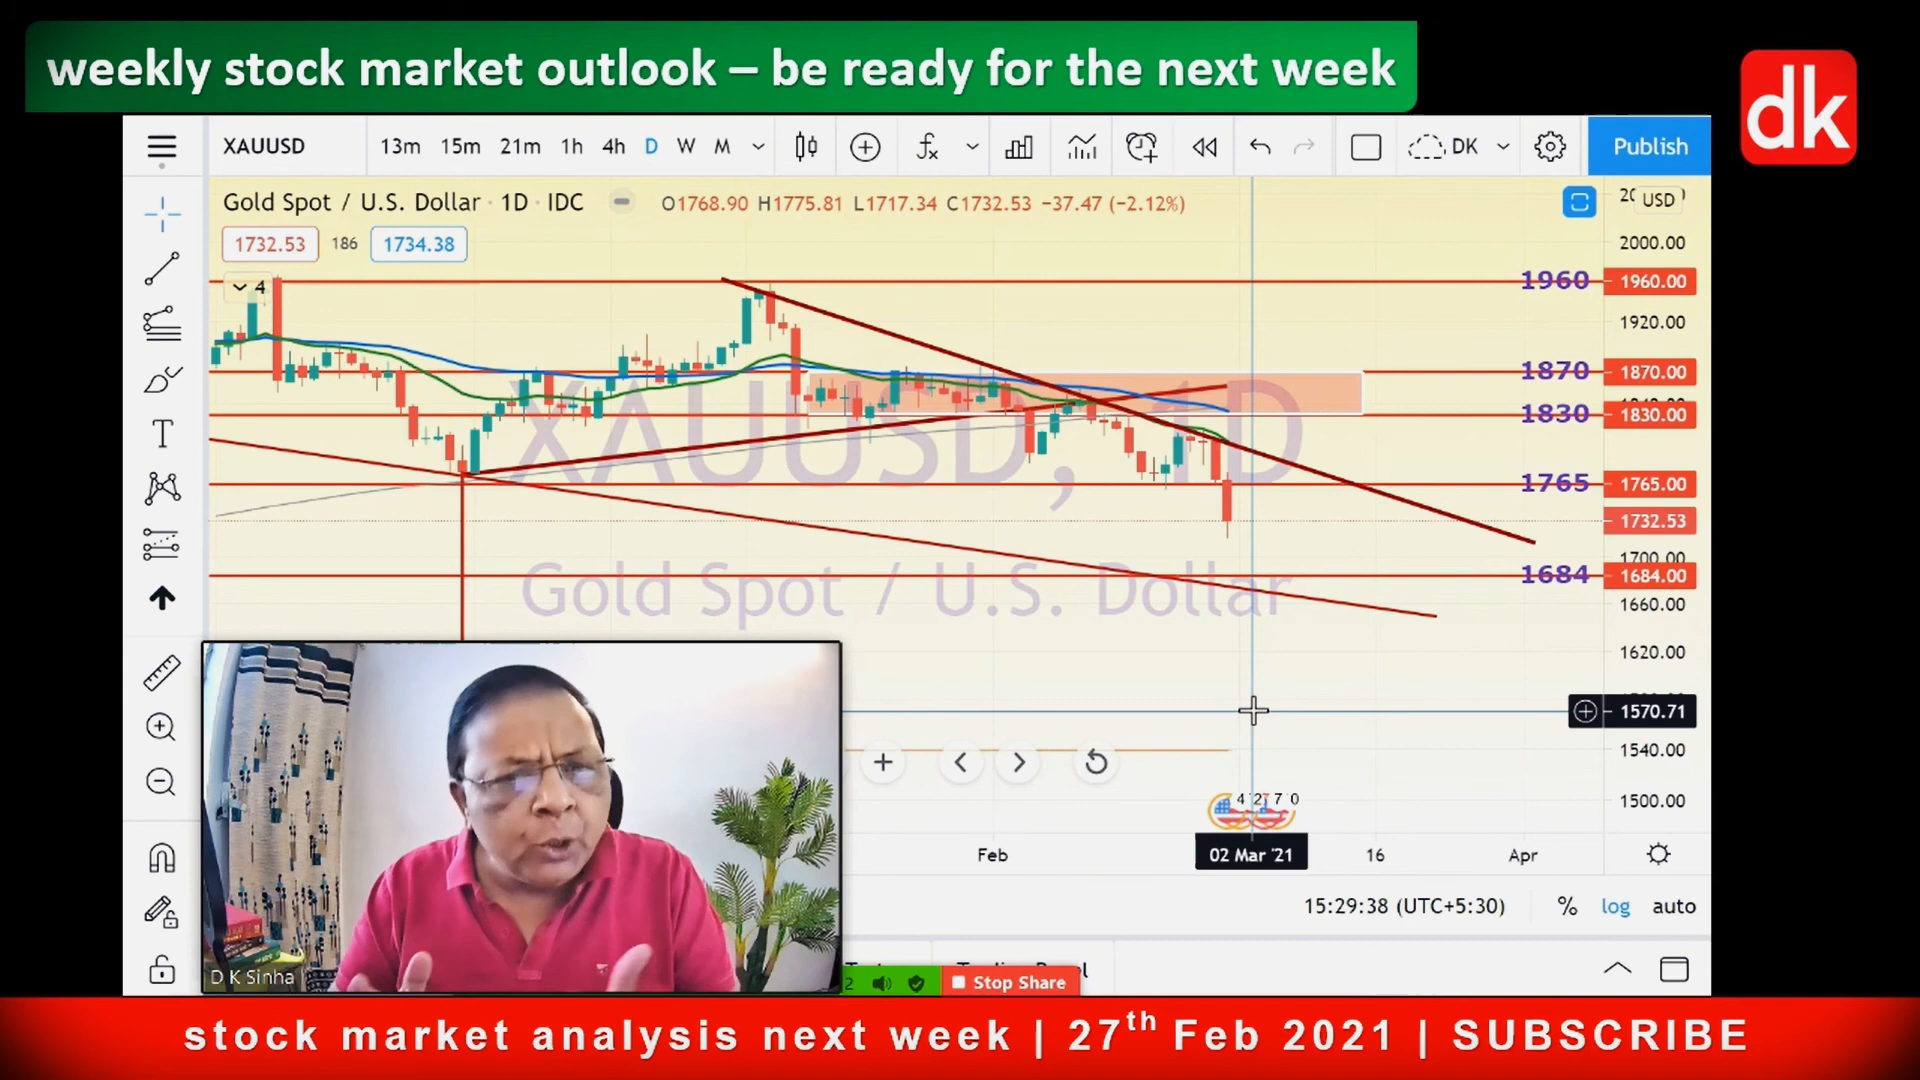 weekly stock market outlook – be ready for the next week
dk
XAUUSD 13m 15m 21m 1h 4h D W M DK Publish
Gold Spot / U.S. Dollar · 1D · IDC O1768.90 H1775.81 L1717.34 C1732.53 −37.47 (−2.12%)
USD
1732.53 186 1734.38
2000.00
4
1960 1960.00
1920.00
1870 1870.00
1830 1830.00
XAUUSD, 1D
1765 1765.00
1732.53
1700.00
1684 1684.00
Gold Spot / U.S. Dollar
1660.00
1620.00
1570.71
1540.00
1500.00
Feb 02 Mar '21 16 Apr
15:29:38 (UTC+5:30) % log auto
D K Sinha
Stop Share
stock market analysis next week | 27th Feb 2021 | SUBSCRIBE